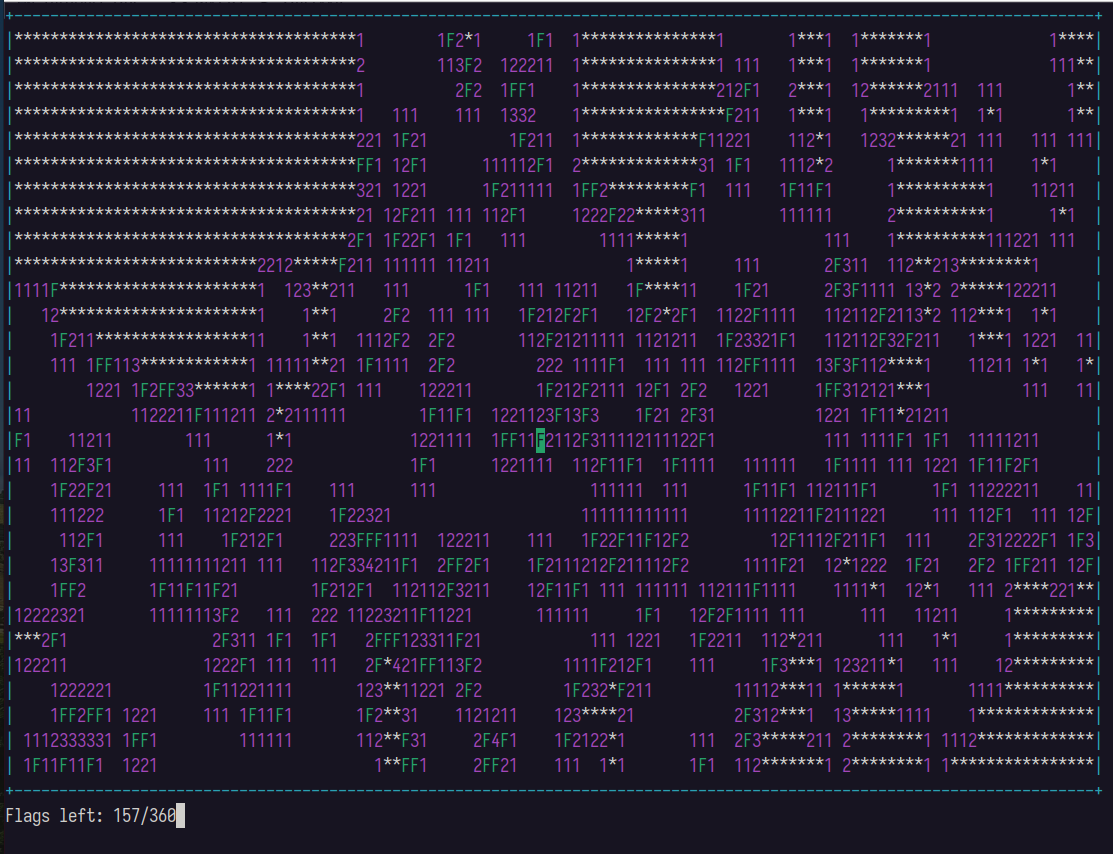 +------------------------------------------------------------------------------------------------------------------------+
|**************************************1        1F2*1     1F1  1***************1       1***1  1*******1             1****|
|**************************************2        113F2  122211  1***************1 111   1***1  1*******1             111**|
|**************************************1          2F2  1FF1    1***************212F1   2***1  12******2111  111       1**|
|**************************************1   111    111  1332    1****************F211   1***1   1*********1  1*1       1**|
|**************************************221 1F21         1F211  1*************F11221    112*1   1232*****21 111   111 111|
|**************************************FF1 12F1      111112F1  2*************31 1F1   1112*2      1*******1111    1*1    |
|**************************************321 1221      1F211111  1FF2*********F1  111   1F11F1      1*********1    11211   |
|**************************************21 12F211 111 112F1     1222F22*****311        111111      2**********1      1*1  |
|*************************************2F1 1F22F1 1F1   111        1111*****1               111    1**********111221 111  |
|***************************2212*****F211 111111 11211               1*****1     111       2F311  112**213********1      |
|1111F**********************1  123**211   111      1F1   111 11211   1F****11    1F21      2F3F1111 13*2 2*****122211    |
|   12**********************1    1**1     2F2  111 111   1F212F2F1   12F2*2F1  1122F1111   112112F2113*2 112***1  1*1    |
|    1F211*****************11    1**1  1112F2  2F2       112F21211111 1121211  1F23321F1   112112F32F211   1***1 1221  11|
|    111 1FF113************1 11111**21 1F1111  2F2         222 1111F1  111 111  112FF1111  13F3F112****1    11211 1*1  1*|
|        1221 1F2FF33******1 1****22F1 111    122211       1F212F2111 12F1 2F2   1221      1FF312121***1          111  11|
|11           1122211F111211 2*2111111        1F11F1  1221123F13F3    1F21 2F31           1221 1F11*21211                |
|F1    11211        111      1*1             1221111  1FF11F2112F31112111122F1            111 1111F1 1F1  11111211      |
|11  112F3F1          111    222             1F1      1221111  112F11F1  1F1111   111111   1F1111 111 1221 1F11F2F1      |
|    1F22F21     111  1F1 1111F1    111      111                 111111  111      1F11F1 112111F1      1F1 11222211    11|
|    111222      1F1  11212F2221    1F22321                     111111111111      11112211F2111221     111 112F1  111 12F|
|     112F1      111    1F212F1     223FFF1111  122211    111    1F22F11F12F2         12F1112F211F1  111    2F312222F1 1F3|
|    13F311     11111111211 111    112F334211F1  2FF2F1   1F2111212F211112F2      1111F21  12*1222   1F21   2F2 1FF211 12F|
|    1FF2       1F11F11F21        1F212F1  112112F3211    12F11F1 111 111111 112111F1111    1111*1  12*1   111 2****221**|
|12222321       11111113F2   111  222 11223211F11221       111111     1F1   12F2F1111 111      111   11211     1*********|
|***2F1                2F311 1F1  1F1   2FFF123311F21            111 1221   1F2211  112*211      111   1*1     1*********|
|122211               1222F1 111  111   2F*421FF113F2         1111F212F1    111     1F3***1 123211*1   111    12*********|
|    1222221          1F11221111       123**11221 2F2         1F232*F211         11112***11 1******1       1111**********|
|    1FF2FF1 1221     111 1F11F1       1F2**31    1121211    123****21           2F312***1  13*****1111    1*************|
| 1112333331 1FF1         111111       112**F31     2F4F1    1F2122*1       111  2F3*****211 2********1 1112*************|
| 1F11F11F1  1221                        1**FF1     2FF21    111  1*1       1F1  112*******1 2********1 1****************|
+------------------------------------------------------------------------------------------------------------------------+
Flags left: 157/360